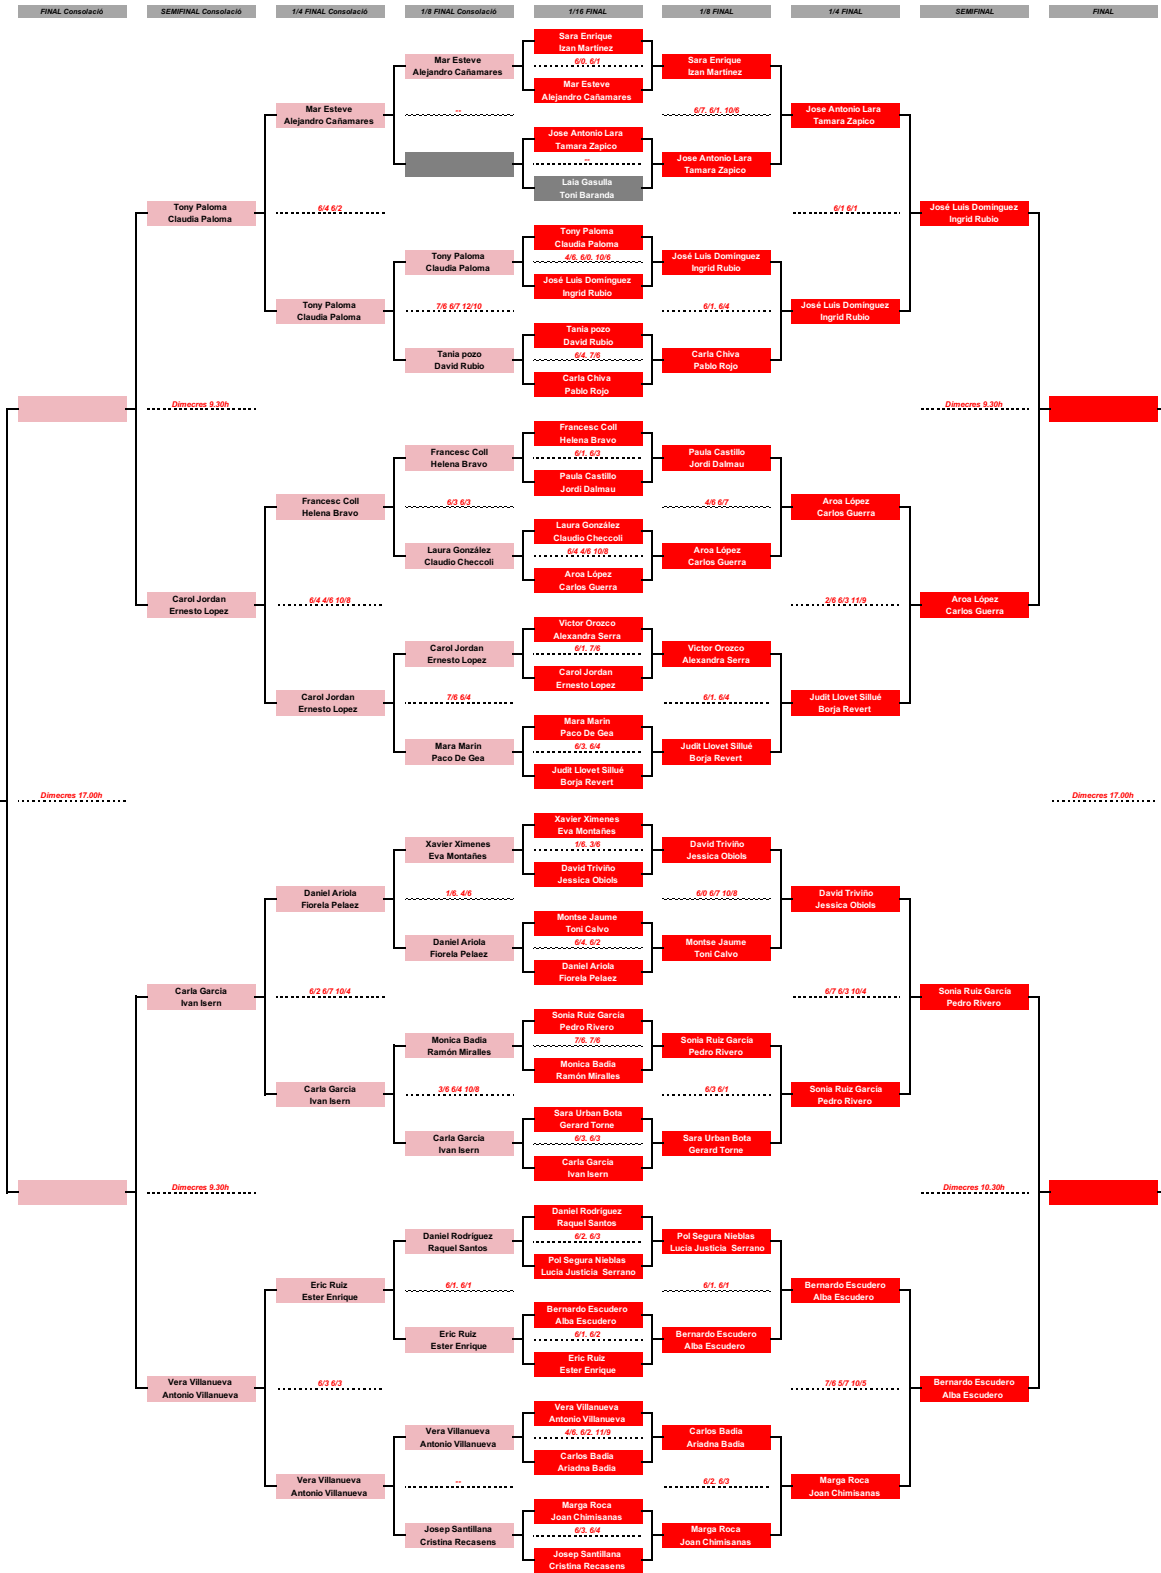 FINAL Consolació
SEMIFINAL Consolació
1/4 FINAL Consolació
1/8 FINAL Consolació
1/16 FINAL
1/8 FINAL
1/4 FINAL
SEMIFINAL
FINAL
Tony Paloma
Claudia Paloma
Dimecres 9.30h
Carol Jordan
Ernesto Lopez
Dimecres 17.00h
Carla Garcia
Ivan Isern
Dimecres 9.30h
Vera Villanueva
Antonio Villanueva
Mar Esteve
Alejandro Cañamares
6/4 6/2
Tony Paloma
Claudia Paloma
Francesc Coll
Helena Bravo
6/4 4/6 10/8
Carol Jordan
Ernesto Lopez
Daniel Ariola
Fiorela Pelaez
6/2 6/7 10/4
Carla Garcia
Ivan Isern
Eric Ruiz
Ester Enrique
6/3 6/3
Vera Villanueva
Antonio Villanueva
Mar Esteve
Alejandro Cañamares
--
Tony Paloma
Claudia Paloma
7/6 6/7 12/10
Tania pozo
David Rubio
Francesc Coll
Helena Bravo
6/3 6/3
Laura González
Claudio Checcoli
Carol Jordan
Ernesto Lopez
7/6 6/4
Mara Marin
Paco De Gea
Xavier Ximenes
Eva Montañes
1/6. 4/6
Daniel Ariola
Fiorela Pelaez
Monica Badia
Ramón Miralles
3/6 6/4 10/8
Carla Garcia
Ivan Isern
Daniel Rodríguez
Raquel Santos
6/1. 6/1
Eric Ruiz
Ester Enrique
Vera Villanueva
Antonio Villanueva
--
Josep Santillana
Cristina Recasens
Sara Enrique
Izan Martínez
6/0. 6/1
Mar Esteve
Alejandro Cañamares
Jose Antonio Lara
Tamara Zapico
--
Laia Gasulla
Toni Baranda
Tony Paloma
Claudia Paloma
4/6. 6/0. 10/6
José Luis Domínguez
Ingrid Rubio
Tania pozo
David Rubio
6/4. 7/6
Carla Chiva
Pablo Rojo
Francesc Coll
Helena Bravo
6/1. 6/3
Paula Castillo
Jordi Dalmau
Laura González
Claudio Checcoli
6/4 4/6 10/8
Aroa López
Carlos Guerra
Victor Orozco
Alexandra Serra
6/1. 7/6
Carol Jordan
Ernesto Lopez
Mara Marin
Paco De Gea
6/3. 6/4
Judit Llovet Sillué
Borja Revert
Xavier Ximenes
Eva Montañes
1/6. 3/6
David Triviño
Jessica Obiols
Montse Jaume
Toni Calvo
6/4. 6/2
Daniel Ariola
Fiorela Pelaez
Sonia Ruiz García
Pedro Rivero
7/6. 7/6
Monica Badia
Ramón Miralles
Sara Urban Bota
Gerard Torne
6/3. 6/3
Carla Garcia
Ivan Isern
Daniel Rodríguez
Raquel Santos
6/2. 6/3
Pol Segura Nieblas
Lucia Justicia Serrano
Bernardo Escudero
Alba Escudero
6/1. 6/2
Eric Ruiz
Ester Enrique
Vera Villanueva
Antonio Villanueva
4/6. 6/2. 11/9
Carlos Badia
Ariadna Badia
Marga Roca
Joan Chimisanas
6/3. 6/4
Josep Santillana
Cristina Recasens
Sara Enrique
Izan Martínez
6/7. 6/1. 10/6
Jose Antonio Lara
Tamara Zapico
José Luis Domínguez
Ingrid Rubio
6/1. 6/4
Carla Chiva
Pablo Rojo
Paula Castillo
Jordi Dalmau
4/6 6/7
Aroa López
Carlos Guerra
Victor Orozco
Alexandra Serra
6/1. 6/4
Judit Llovet Sillué
Borja Revert
David Triviño
Jessica Obiols
6/0 6/7 10/8
Montse Jaume
Toni Calvo
Sonia Ruiz García
Pedro Rivero
6/3 6/1
Sara Urban Bota
Gerard Torne
Pol Segura Nieblas
Lucia Justicia Serrano
6/1. 6/1
Bernardo Escudero
Alba Escudero
Carlos Badia
Ariadna Badia
6/2. 6/3
Marga Roca
Joan Chimisanas
Jose Antonio Lara
Tamara Zapico
6/1 6/1
José Luis Domínguez
Ingrid Rubio
Aroa López
Carlos Guerra
2/6 6/3 11/9
Judit Llovet Sillué
Borja Revert
David Triviño
Jessica Obiols
6/7 6/3 10/4
Sonia Ruiz García
Pedro Rivero
Bernardo Escudero
Alba Escudero
7/6 5/7 10/5
Marga Roca
Joan Chimisanas
José Luis Domínguez
Ingrid Rubio
Dimecres 9.30h
Aroa López
Carlos Guerra
Sonia Ruiz García
Pedro Rivero
Dimecres 10.30h
Bernardo Escudero
Alba Escudero
Dimecres 17.00h